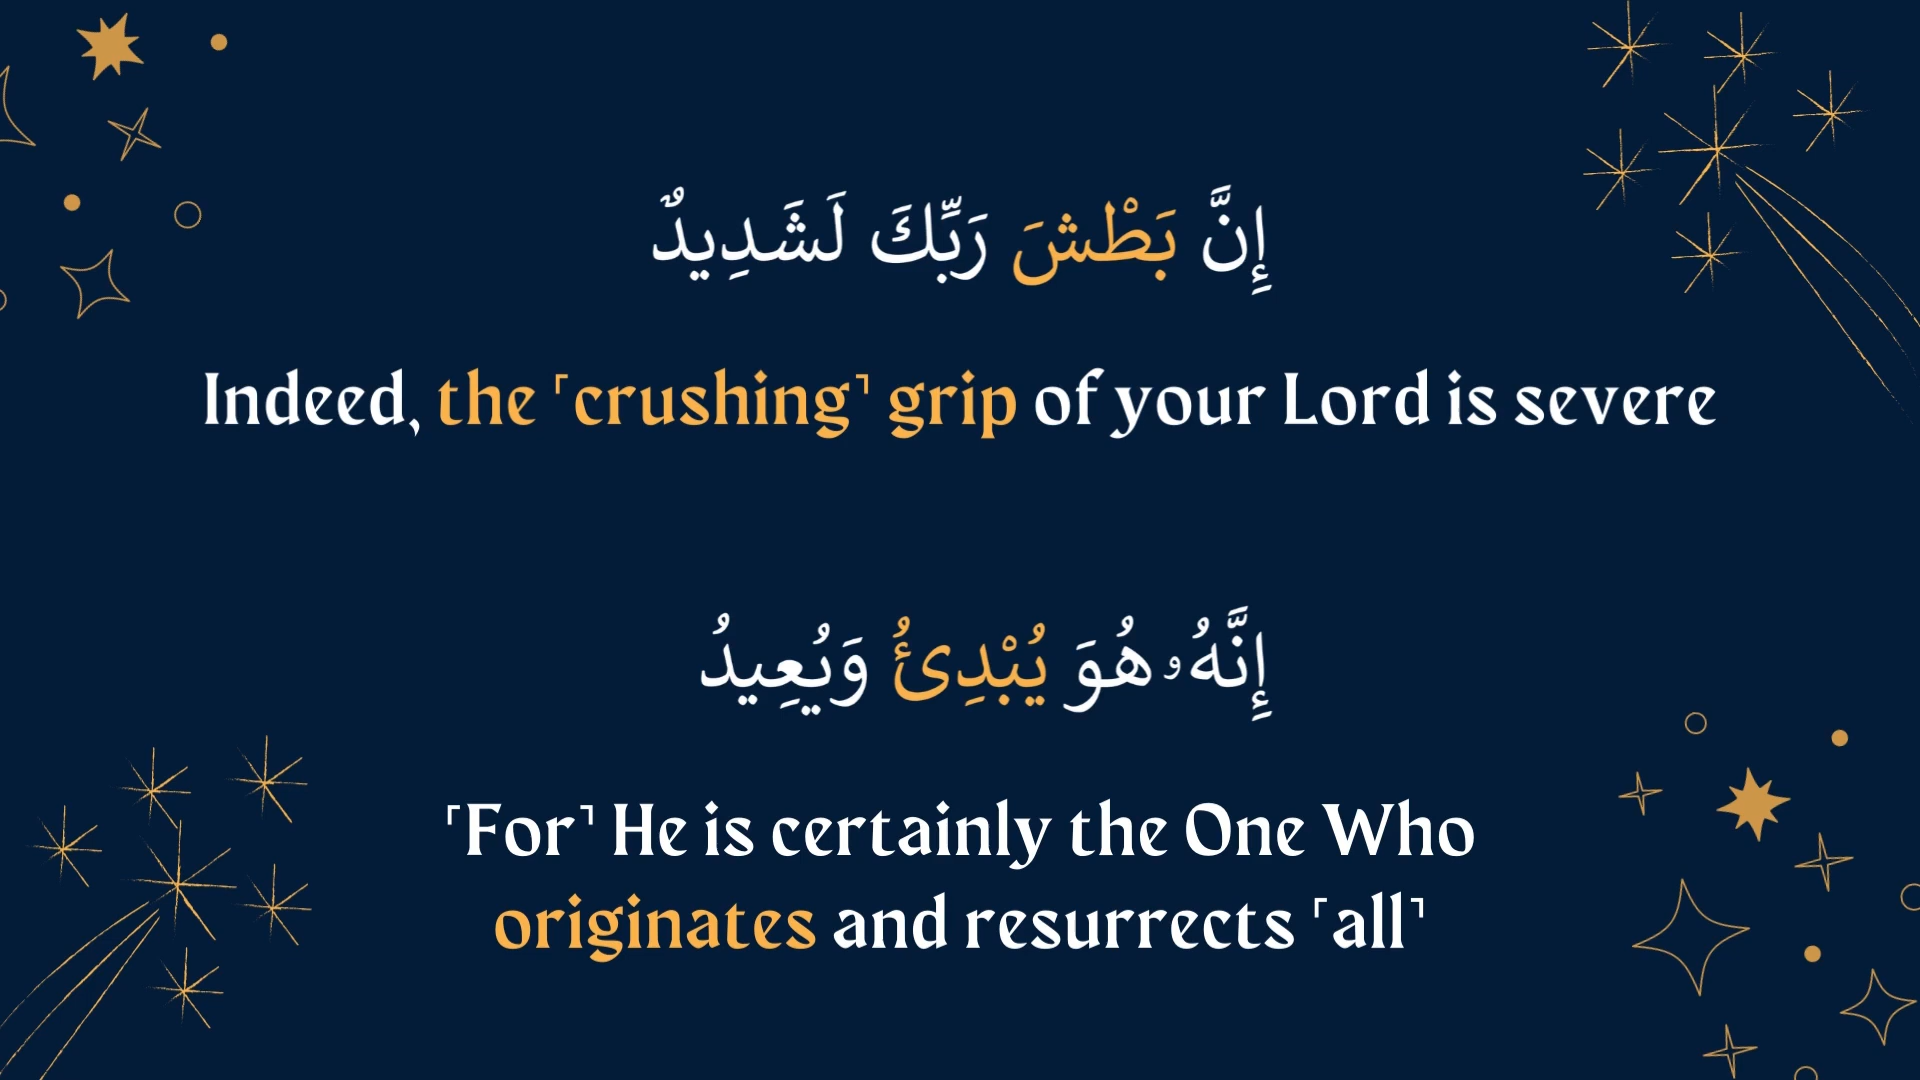 إِنَّ بَطْشَ رَبِّكَ لَشَدِيدٌ
Indeed, the ⸢crushing⸣ grip of your Lord is severe
إِنَّهُۥ هُوَ يُبْدِئُ وَيُعِيدُ
⸢For⸣ He is certainly the One Who
originates and resurrects ⸢all⸣